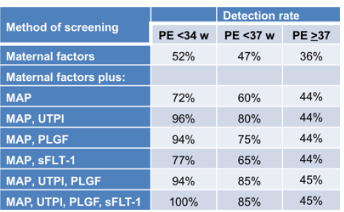 Method of screening
Detection rate
PE <34 w PE <37 w PE ≥37
Maternal factors 52% 47% 36%
Maternal factors plus:
MAP 72% 60% 44%
MAP, UTPI 96% 80% 44%
MAP, PLGF 94% 75% 44%
MAP, sFLT-1 77% 65% 44%
MAP, UTPI, PLGF 94% 85% 45%
MAP, UTPI, PLGF, sFLT-1 100% 85% 45%